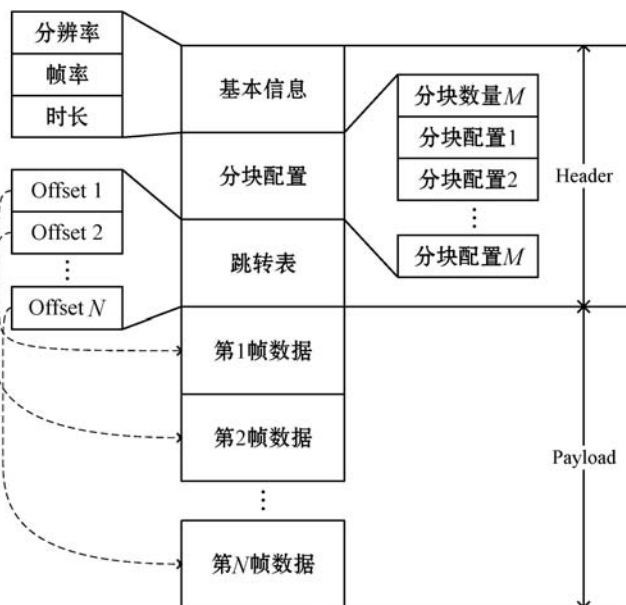 分辨率
帧率
时长
基本信息
分块配置
跳转表
分块数量M
分块配置1
分块配置2
⋮
分块配置M
Header
Offset 1
Offset 2
⋮
Offset N
第1帧数据
第2帧数据
⋮
第N帧数据
Payload